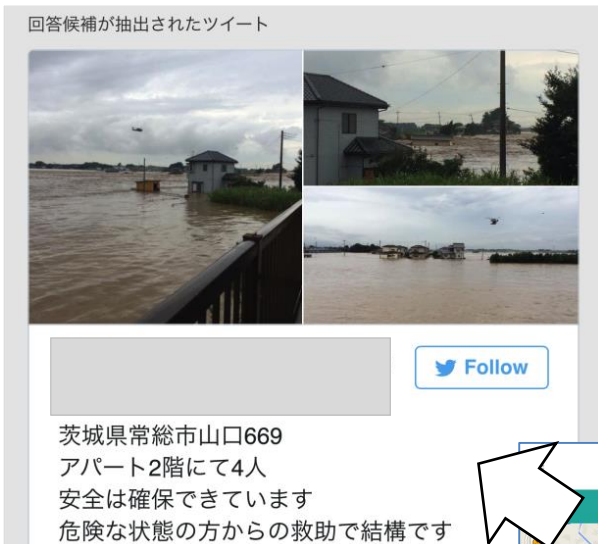 回答候補が抽出されたツイート
Follow
茨城県常総市山口669
アパート2階にて4人
安全は確保できています
危険な状態の方からの救助で結構です